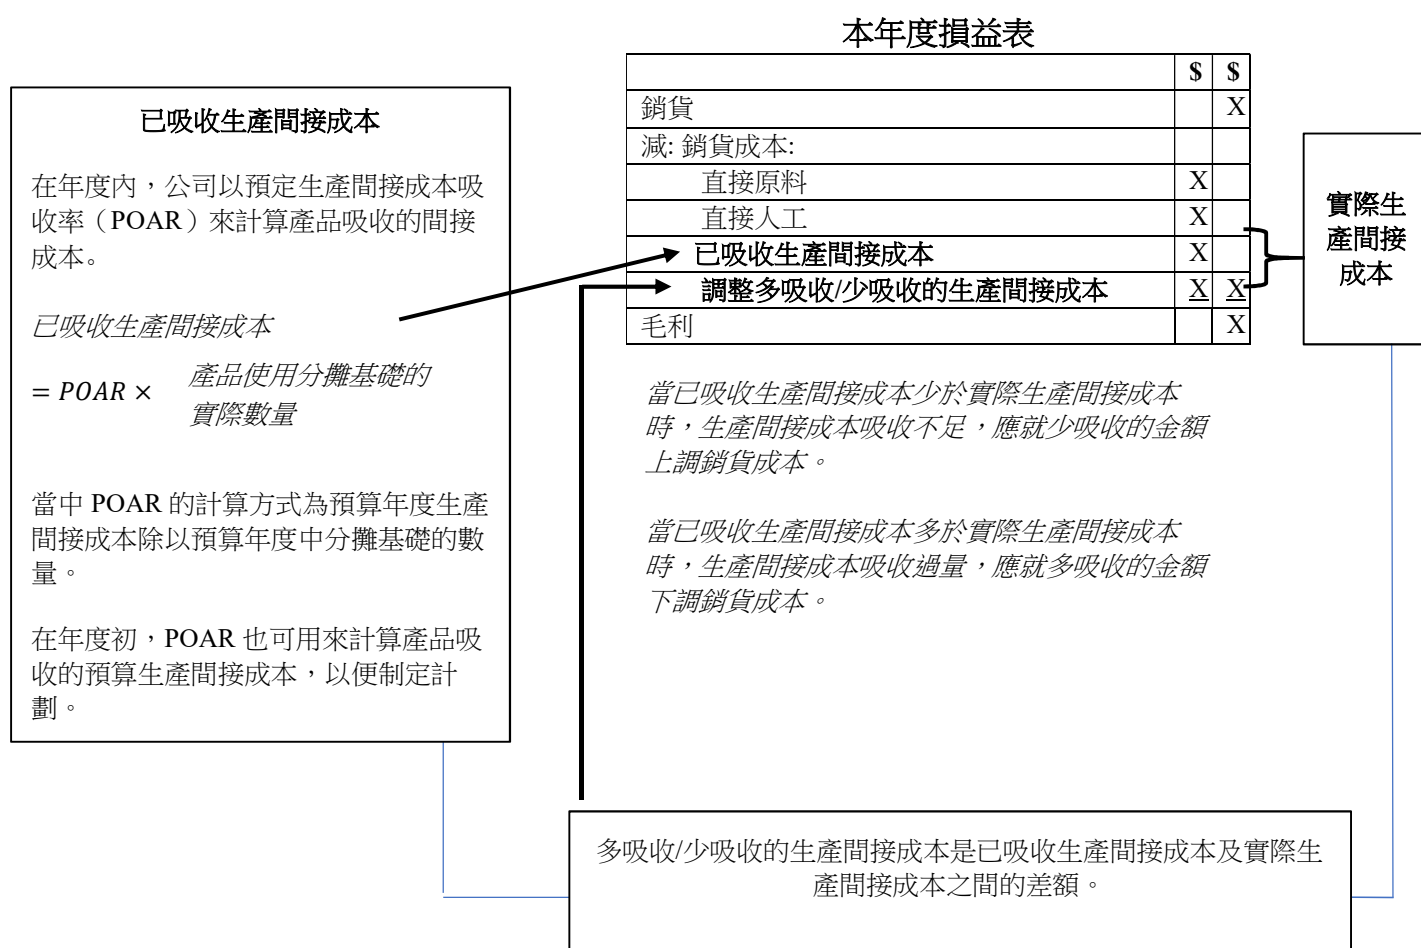 本年度損益表
$ $
銷貨 X
減: 銷貨成本:
直接原料 X
直接人工 X
已吸收生產間接成本 X
調整多吸收/少吸收的生產間接成本 X X
毛利 X
已吸收生產間接成本
在年度內，公司以預定生產間接成本吸
收率（POAR）來計算產品吸收的間接
成本。
已吸收生產間接成本
= POAR × 產品使用分攤基礎的
實際數量
當中 POAR 的計算方式為預算年度生產
間接成本除以預算年度中分攤基礎的數
量。
在年度初，POAR 也可用來計算產品吸
收的預算生產間接成本，以便制定計
劃。
實際生
產間接
成本
當已吸收生產間接成本少於實際生產間接成本
時，生產間接成本吸收不足，應就少吸收的金額
上調銷貨成本。
當已吸收生產間接成本多於實際生產間接成本
時，生產間接成本吸收過量，應就多吸收的金額
下調銷貨成本。
多吸收/少吸收的生產間接成本是已吸收生產間接成本及實際生
產間接成本之間的差額。